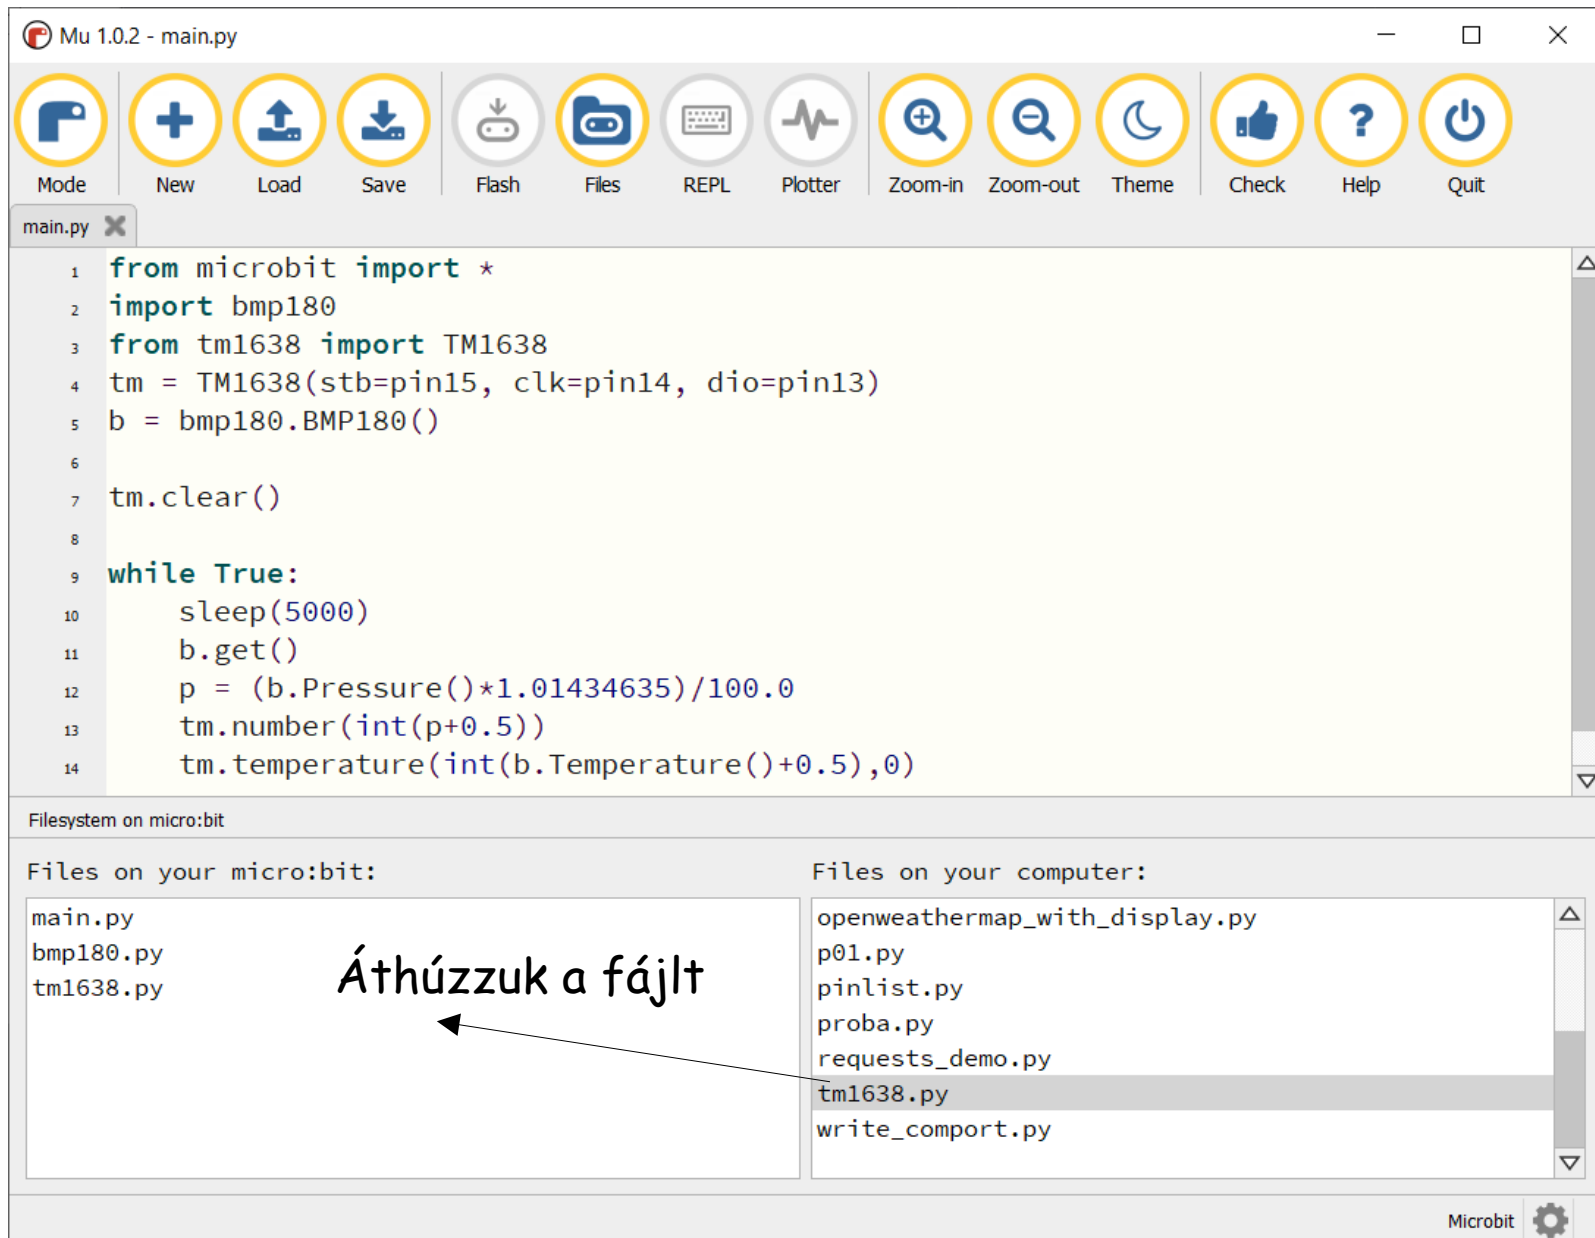 Mu 1.0.2 - main.py
Mode New Load Save Flash Files REPL Plotter Zoom-in Zoom-out Theme Check Help Quit
main.py
1 from microbit import *
2 import bmp180
3 from tm1638 import TM1638
4 tm = TM1638(stb=pin15, clk=pin14, dio=pin13)
5 b = bmp180.BMP180()
6
7 tm.clear()
8
9 while True:
10     sleep(5000)
11     b.get()
12     p = (b.Pressure()*1.01434635)/100.0
13     tm.number(int(p+0.5))
14     tm.temperature(int(b.Temperature()+0.5),0)
Filesystem on micro:bit
Files on your micro:bit:
main.py
bmp180.py
tm1638.py
Áthúzzuk a fájlt
Files on your computer:
openweathermap_with_display.py
p01.py
pinlist.py
proba.py
requests_demo.py
tm1638.py
write_comport.py
Microbit